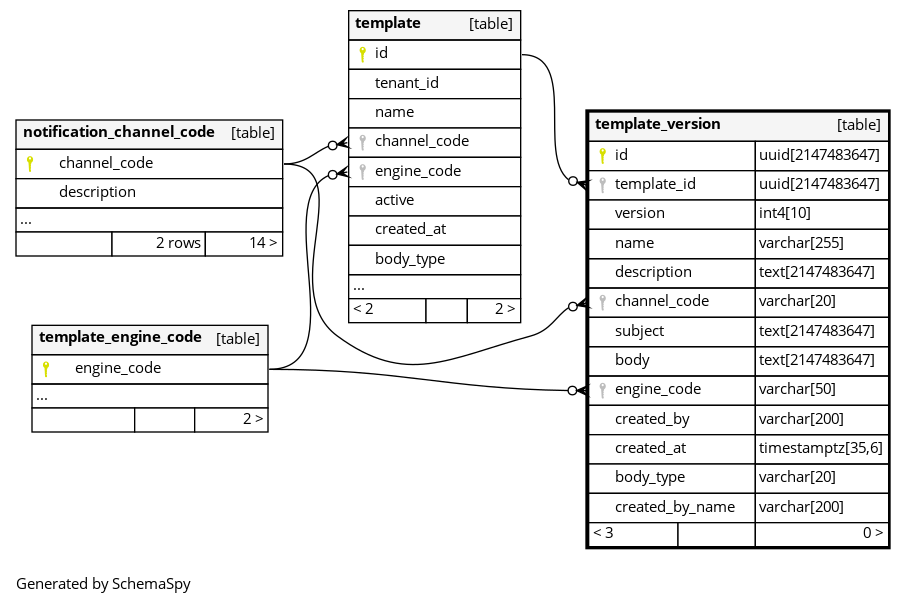 template [table]
id
tenant_id
name
channel_code
engine_code
active
created_at
body_type
...
< 2 2 >
notification_channel_code [table]
channel_code
description
...
2 rows 14 >
template_engine_code [table]
engine_code
...
2 >
template_version [table]
id uuid[2147483647]
template_id uuid[2147483647]
version int4[10]
name varchar[255]
description text[2147483647]
channel_code varchar[20]
subject text[2147483647]
body text[2147483647]
engine_code varchar[50]
created_by varchar[200]
created_at timestamptz[35,6]
body_type varchar[20]
created_by_name varchar[200]
< 3 0 >
Generated by SchemaSpy